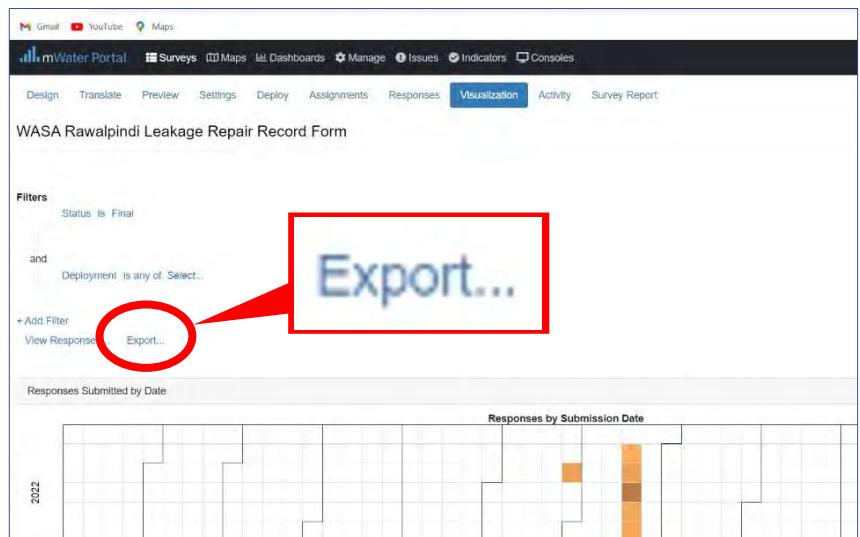 Gmail YouTube Maps
mWater Portal Surveys Maps Dashboards Manage Issues Indicators Consoles
Design Translate Preview Settings Deploy Assignments Responses Visualization Activity Survey Report
WASA Rawalpindi Leakage Repair Record Form
Filters
Status is Final
and
Deployment is any of Select...
Export...
+ Add Filter
View Response... Export...
Responses Submitted by Date
Responses by Submission Date
2022